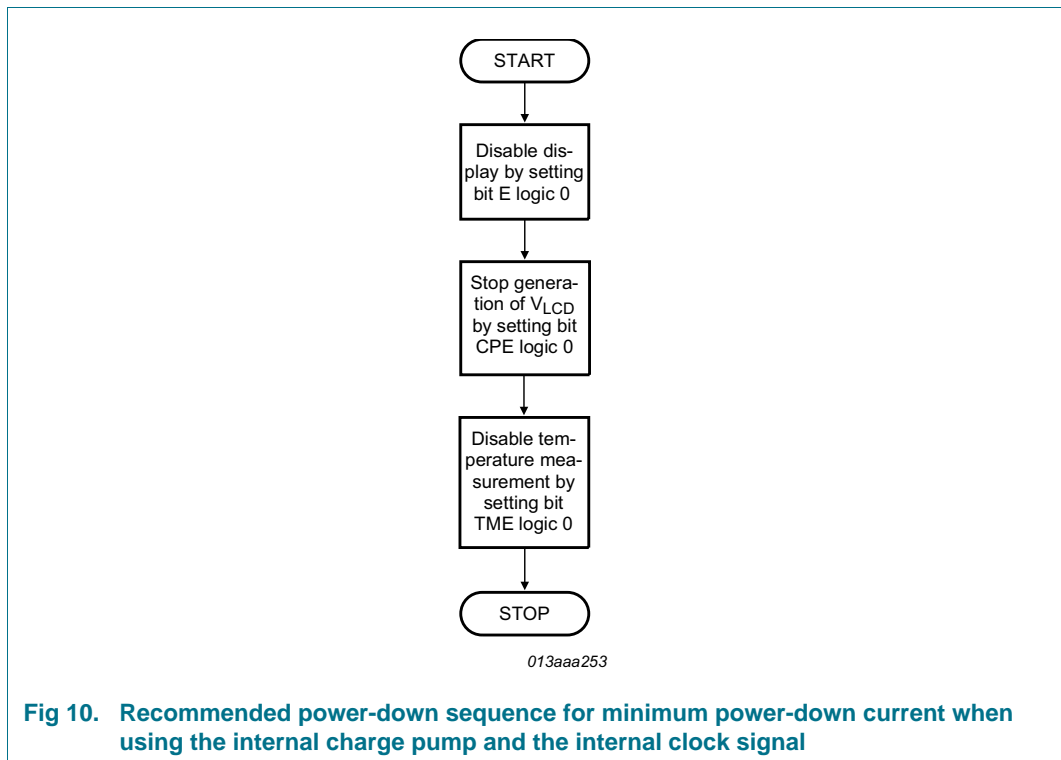 START
Disable dis-
play by setting
bit E logic 0
Stop genera-
tion of VLCD
by setting bit
CPE logic 0
Disable tem-
perature mea-
surement by
setting bit
TME logic 0
STOP
013aaa253
Fig 10. Recommended power-down sequence for minimum power-down current when
using the internal charge pump and the internal clock signal